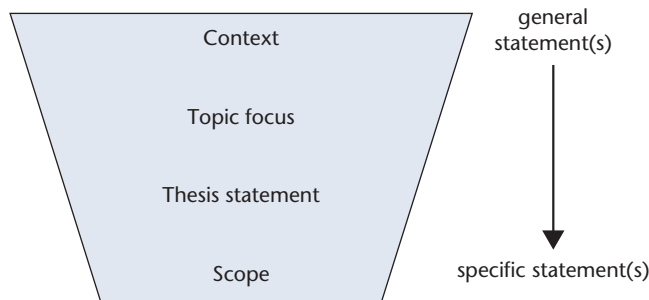 general
statement(s)
Context
Topic focus
Thesis statement
Scope
specific statement(s)